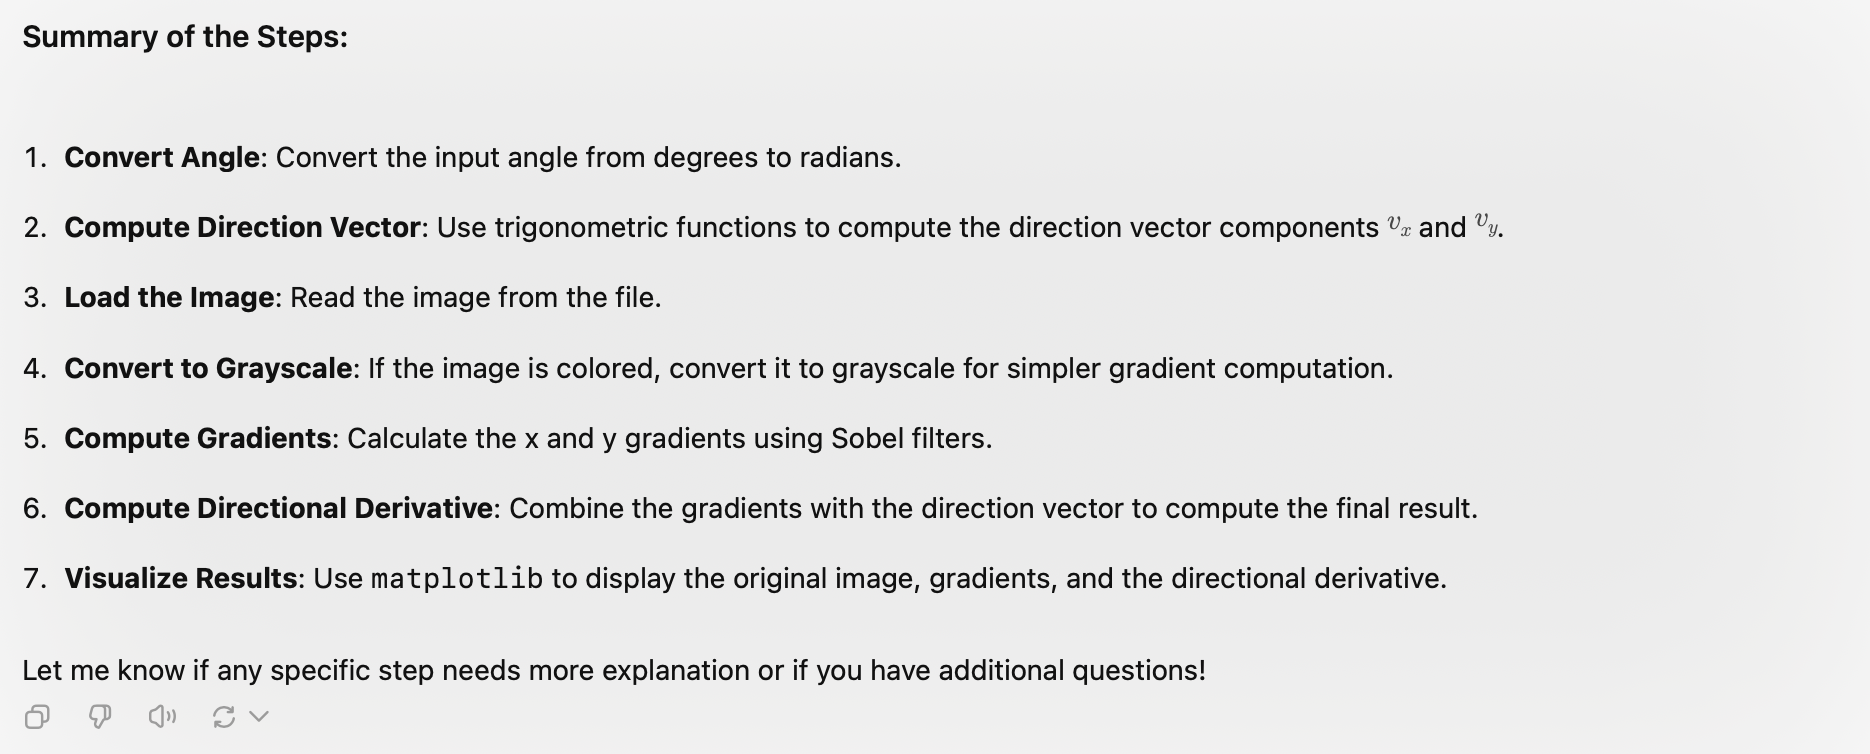 Summary of the Steps:
1. Convert Angle: Convert the input angle from degrees to radians.
2. Compute Direction Vector: Use trigonometric functions to compute the direction vector components vₓ and v_y.
3. Load the Image: Read the image from the file.
4. Convert to Grayscale: If the image is colored, convert it to grayscale for simpler gradient computation.
5. Compute Gradients: Calculate the x and y gradients using Sobel filters.
6. Compute Directional Derivative: Combine the gradients with the direction vector to compute the final result.
7. Visualize Results: Use matplotlib to display the original image, gradients, and the directional derivative.
Let me know if any specific step needs more explanation or if you have additional questions!